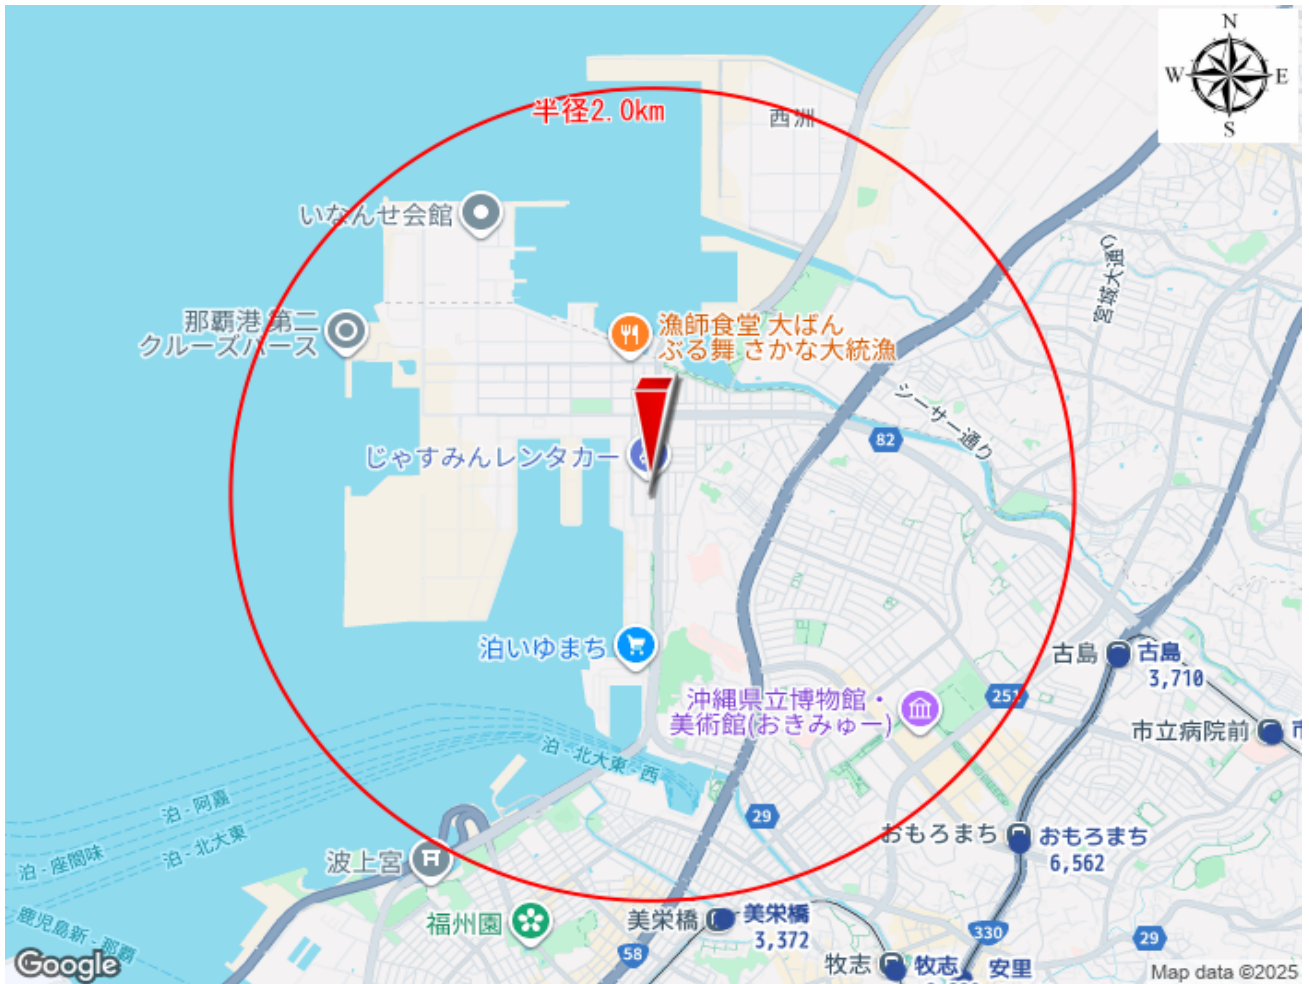 N
W
E
S
半径2.0km
西洲
いなんせ会館
宮城大通り
那覇港 第二
クルーズバース
漁師食堂 大ばん
ぶる舞 さかな大統漁
シーサー通り
82
じゃすみんレンタカー
泊いゆまち
古島
古島
3,710
沖縄県立博物館・
美術館(おきみゅー)
251
市立病院前
市
泊-北大東-西
泊-阿嘉
泊-北大東
泊-座間味
29
おもろまち
おもろまち
6,562
波上宮
福州園
美栄橋
美栄橋
3,372
鹿児島新-那覇
330
29
58
牧志
牧志
安里
Google
Map data ©2025